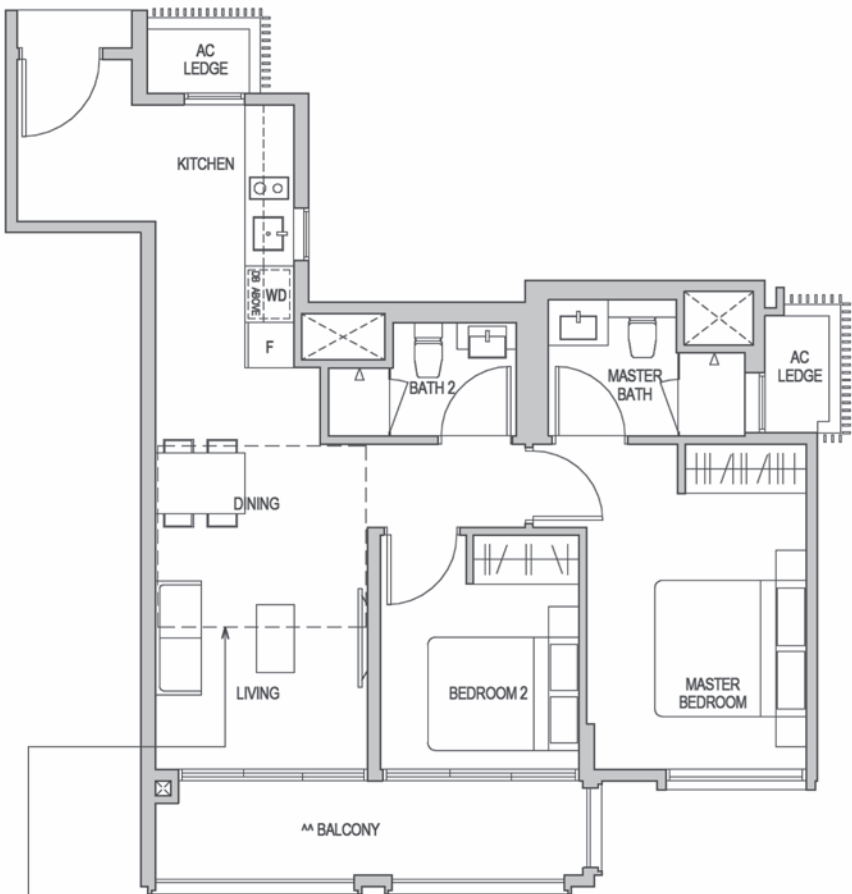 AC
LEDGE
KITCHEN
DB ABOVE
WD
F
BATH 2
MASTER
BATH
AC
LEDGE
DINING
LIVING
BEDROOM 2
MASTER
BEDROOM
^^ BALCONY